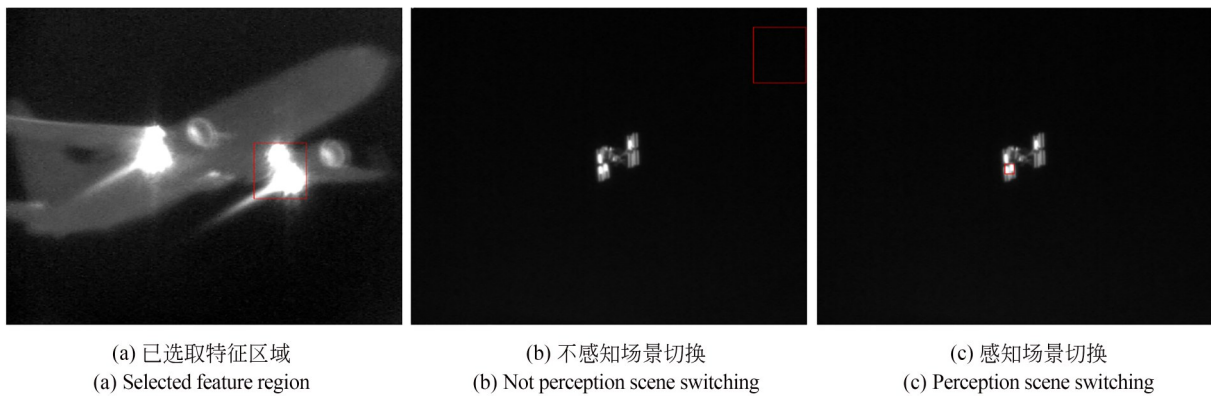 (a) 已选取特征区域
(a) Selected feature region
(b) 不感知场景切换
(b) Not perception scene switching
(c) 感知场景切换
(c) Perception scene switching